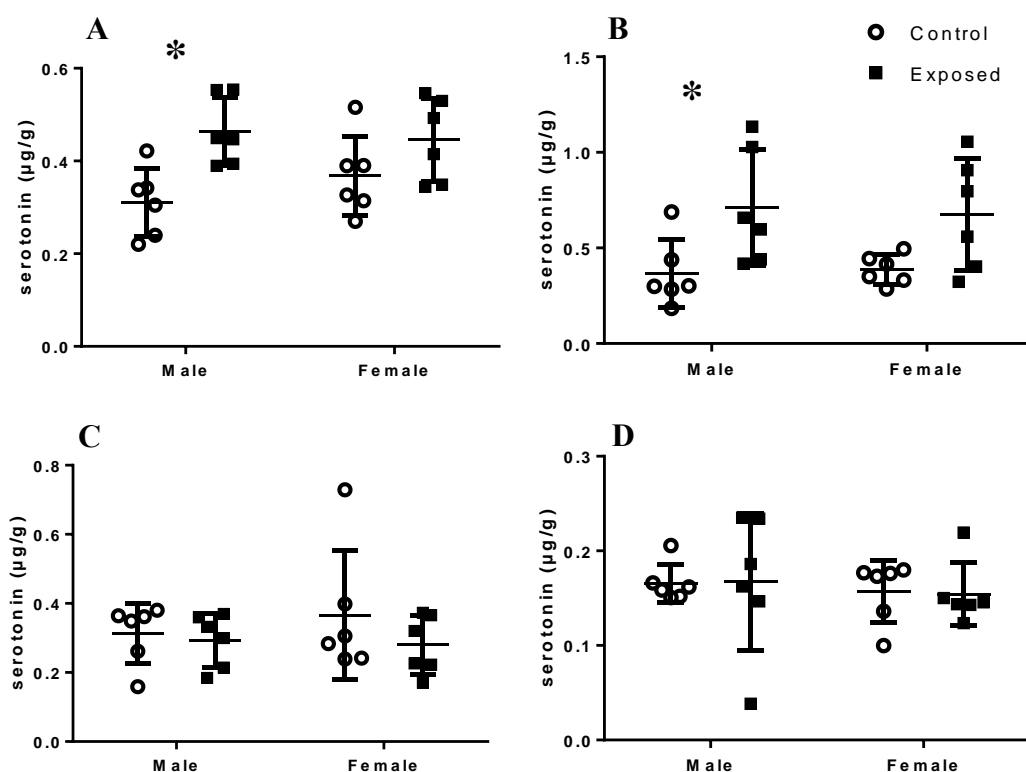 A
*
serotonin (µg/g)
0.6
0.4
0.2
0.0
Male Female
B
Control
Exposed
*
serotonin (µg/g)
1.5
1.0
0.5
0.0
Male Female
C
serotonin (µg/g)
0.8
0.6
0.4
0.2
0.0
Male Female
D
serotonin (µg/g)
0.3
0.2
0.1
0.0
Male Female